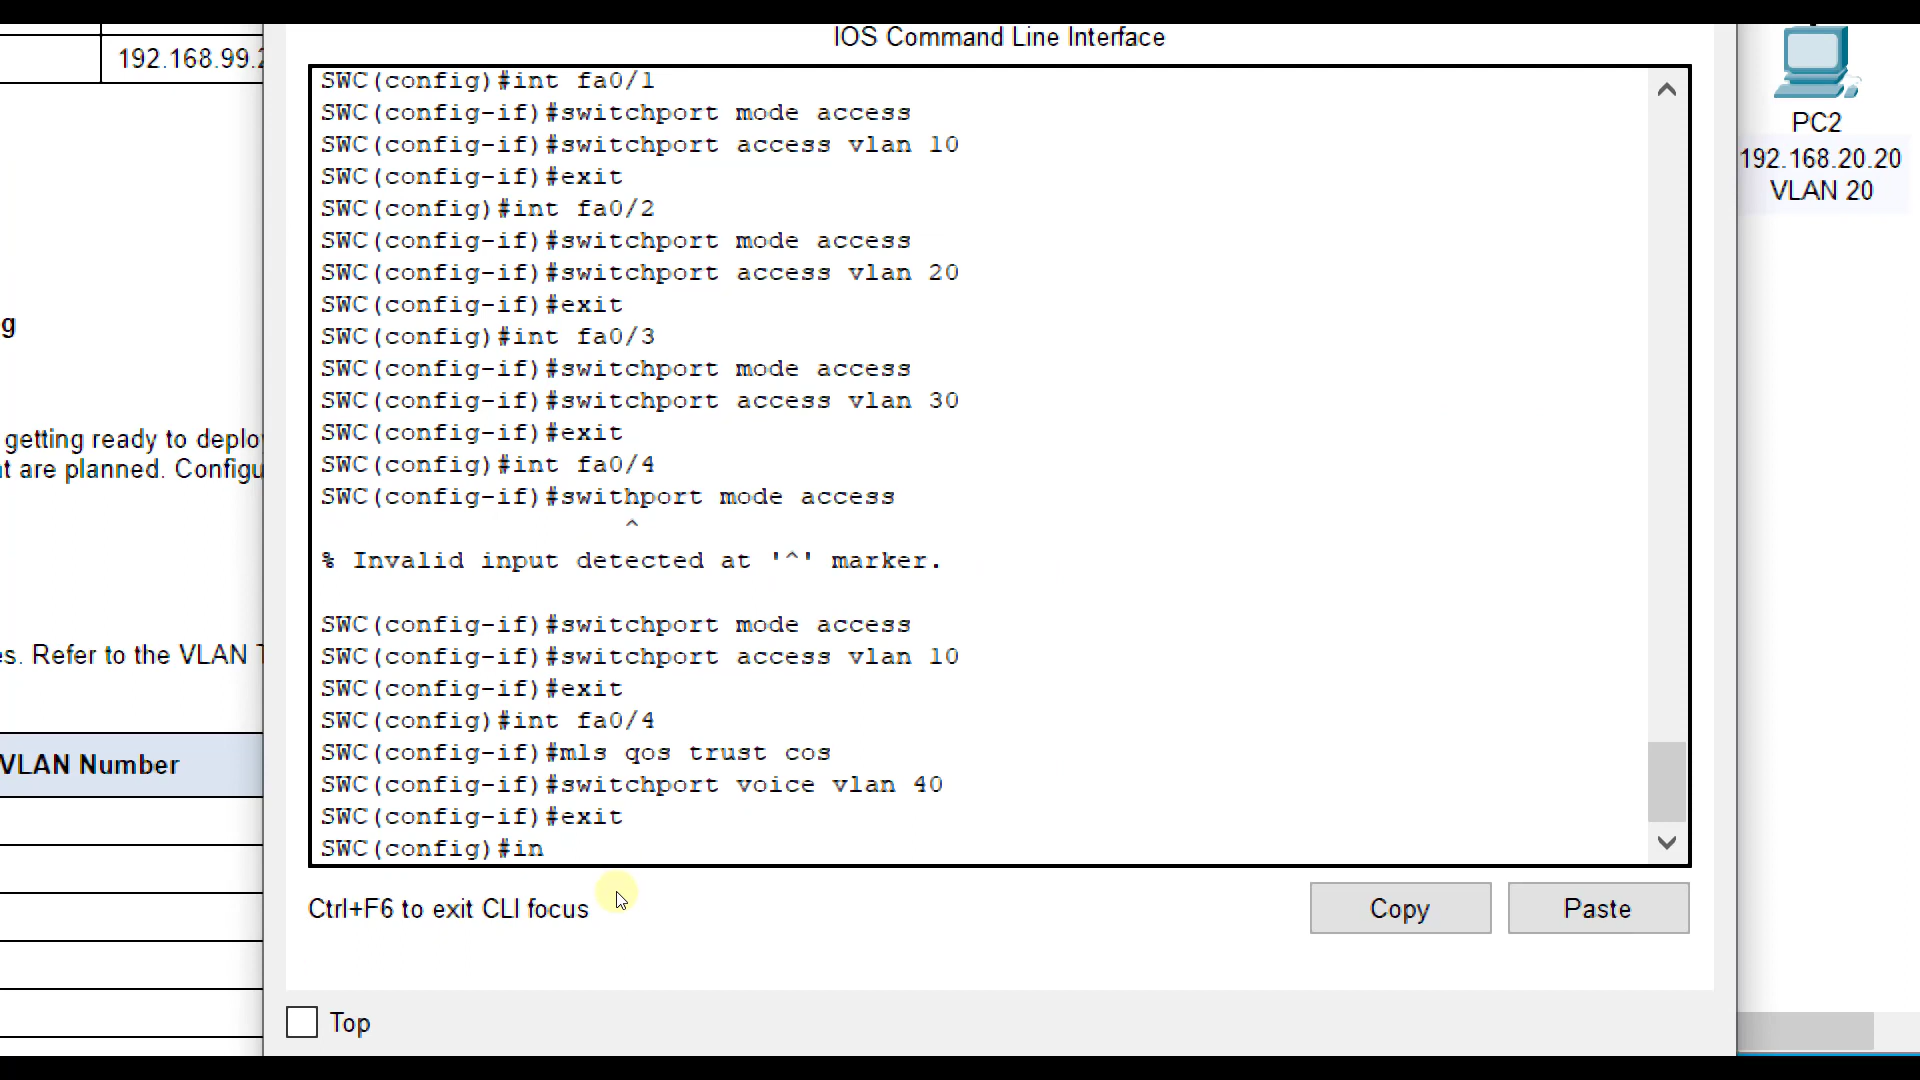 IOS Command Line Interface
192.168.99.2
SWC(config)#int fa0/1
SWC(config-if)#switchport mode access
SWC(config-if)#switchport access vlan 10
SWC(config-if)#exit
SWC(config)#int fa0/2
SWC(config-if)#switchport mode access
SWC(config-if)#switchport access vlan 20
SWC(config-if)#exit
SWC(config)#int fa0/3
SWC(config-if)#switchport mode access
SWC(config-if)#switchport access vlan 30
SWC(config-if)#exit
SWC(config)#int fa0/4
SWC(config-if)#swithport mode access
^
% Invalid input detected at '^' marker.
SWC(config-if)#switchport mode access
SWC(config-if)#switchport access vlan 10
SWC(config-if)#exit
SWC(config)#int fa0/4
SWC(config-if)#mls qos trust cos
SWC(config-if)#switchport voice vlan 40
SWC(config-if)#exit
SWC(config)#in
Ctrl+F6 to exit CLI focus
Copy
Paste
Top
PC2
192.168.20.20
VLAN 20
g
getting ready to deplo
t are planned. Configu
s. Refer to the VLAN
VLAN Number